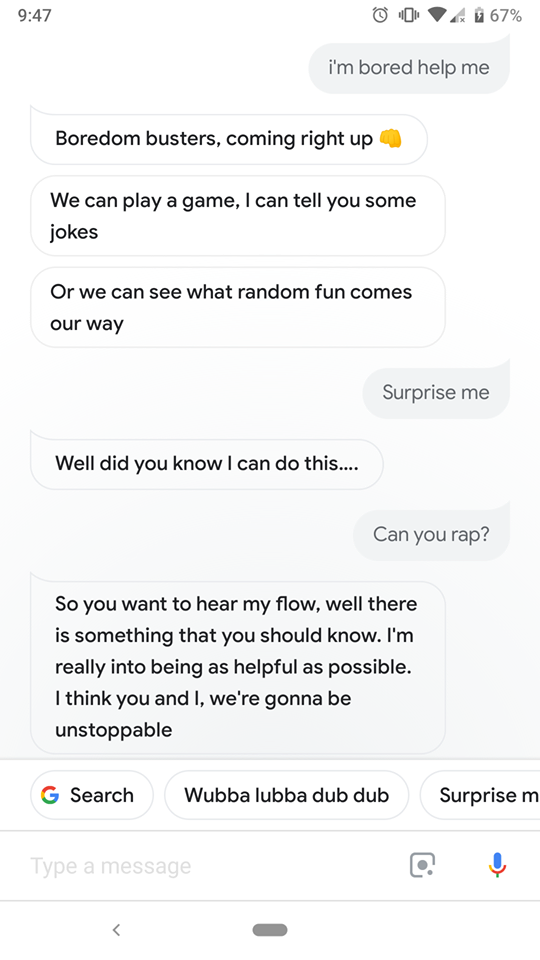 9:47
67%
i'm bored help me
Boredom busters, coming right up 👊
We can play a game, I can tell you some
jokes
Or we can see what random fun comes
our way
Surprise me
Well did you know I can do this....
Can you rap?
So you want to hear my flow, well there
is something that you should know. I'm
really into being as helpful as possible.
I think you and I, we're gonna be
unstoppable
Search
Wubba lubba dub dub
Surprise m
Type a message